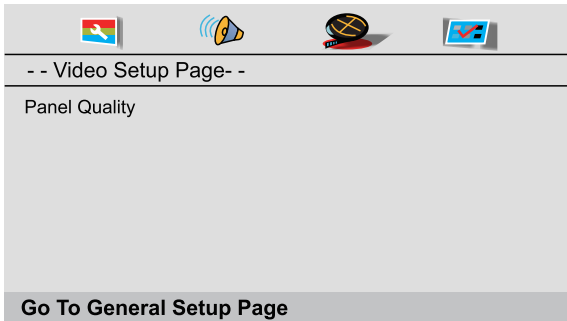 - - Video Setup Page- -
Panel Quality
Go To General Setup Page